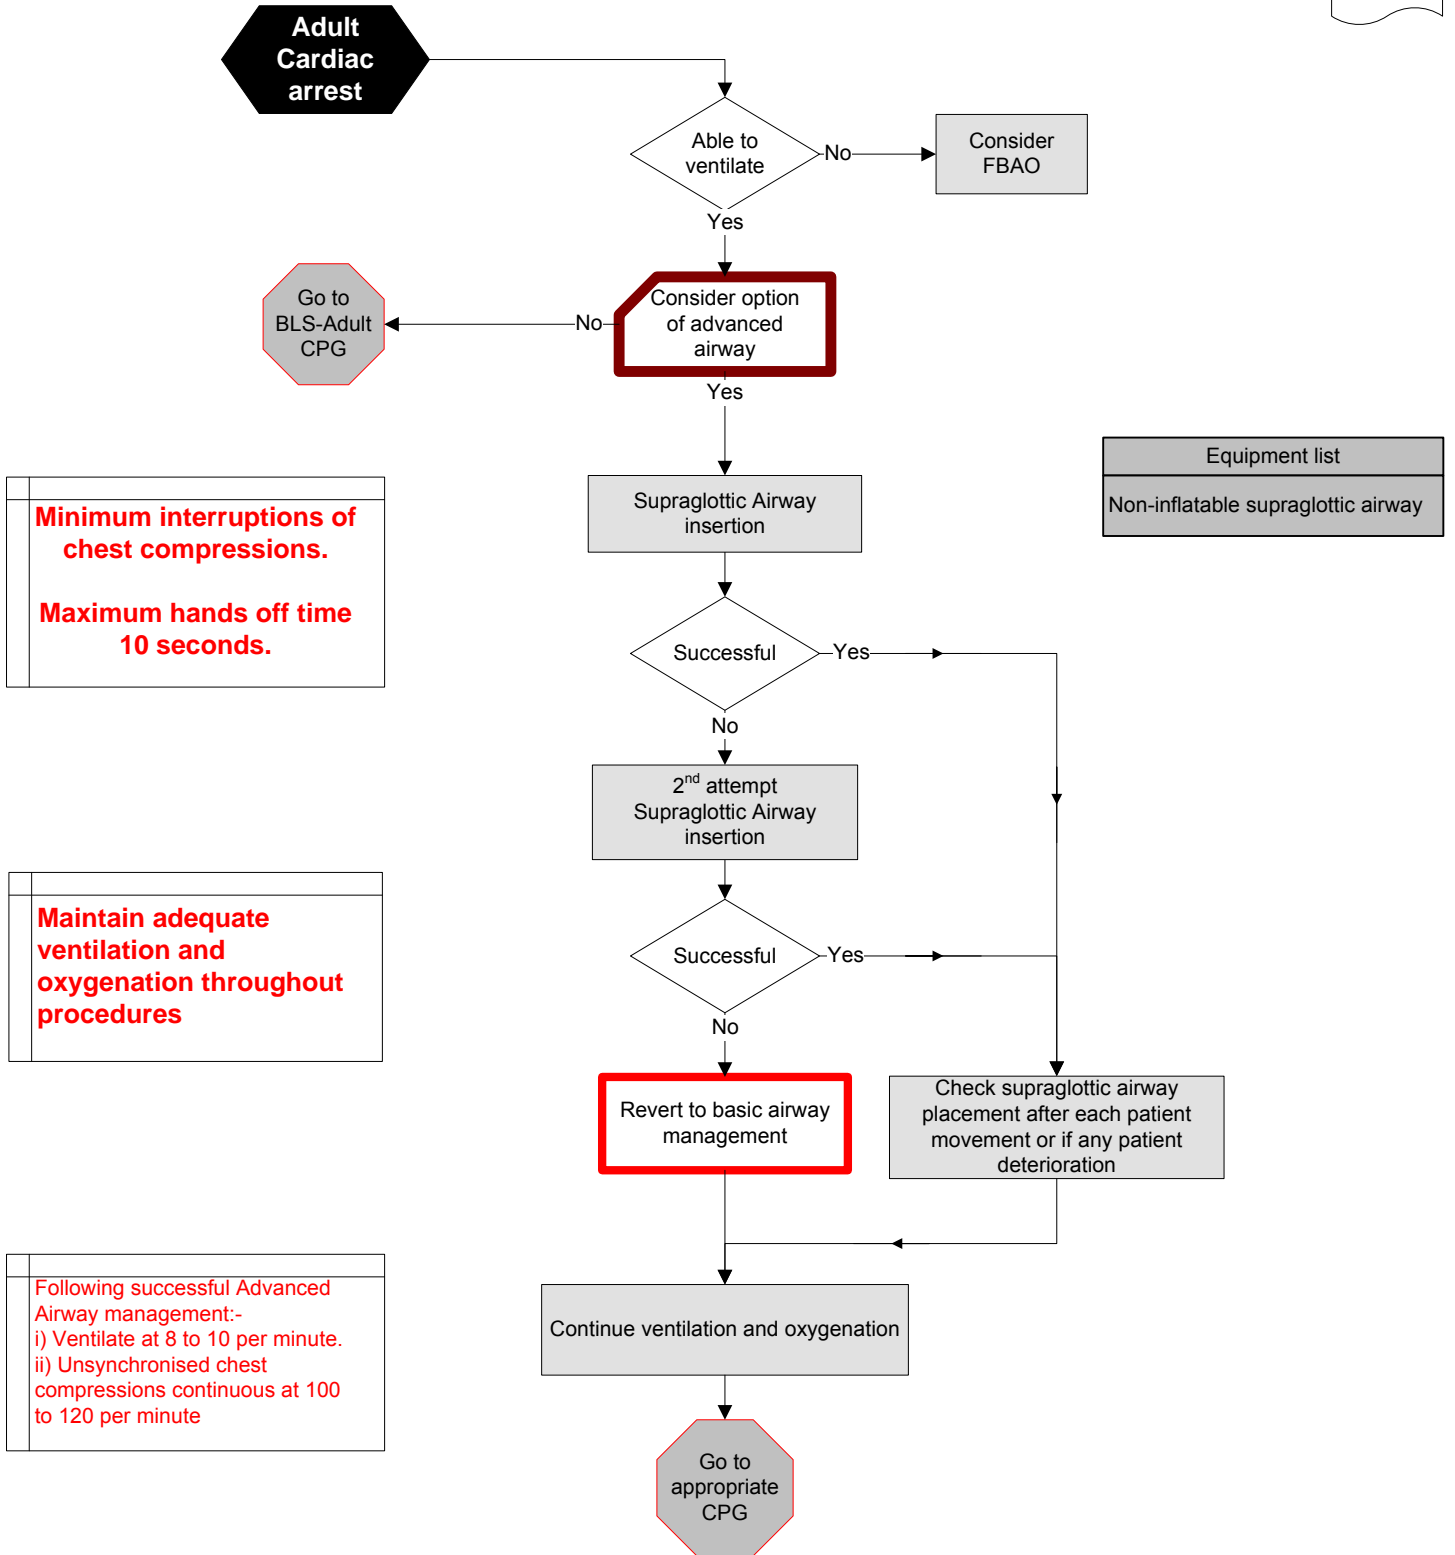 Adult
Cardiac
arrest
Able to
ventilate
No
Consider
FBAO
Yes
Go to
BLS-Adult
CPG
No
Consider option
of advanced
airway
Yes
Equipment list
Non-inflatable supraglottic airway
Minimum interruptions of
chest compressions.
Maximum hands off time
10 seconds.
Supraglottic Airway
insertion
Successful
Yes
No
2nd attempt
Supraglottic Airway
insertion
Maintain adequate
ventilation and
oxygenation throughout
procedures
Successful
Yes
No
Revert to basic airway
management
Check supraglottic airway
placement after each patient
movement or if any patient
deterioration
Following successful Advanced
Airway management:-
i) Ventilate at 8 to 10 per minute.
ii) Unsynchronised chest
compressions continuous at 100
to 120 per minute
Continue ventilation and oxygenation
Go to
appropriate
CPG